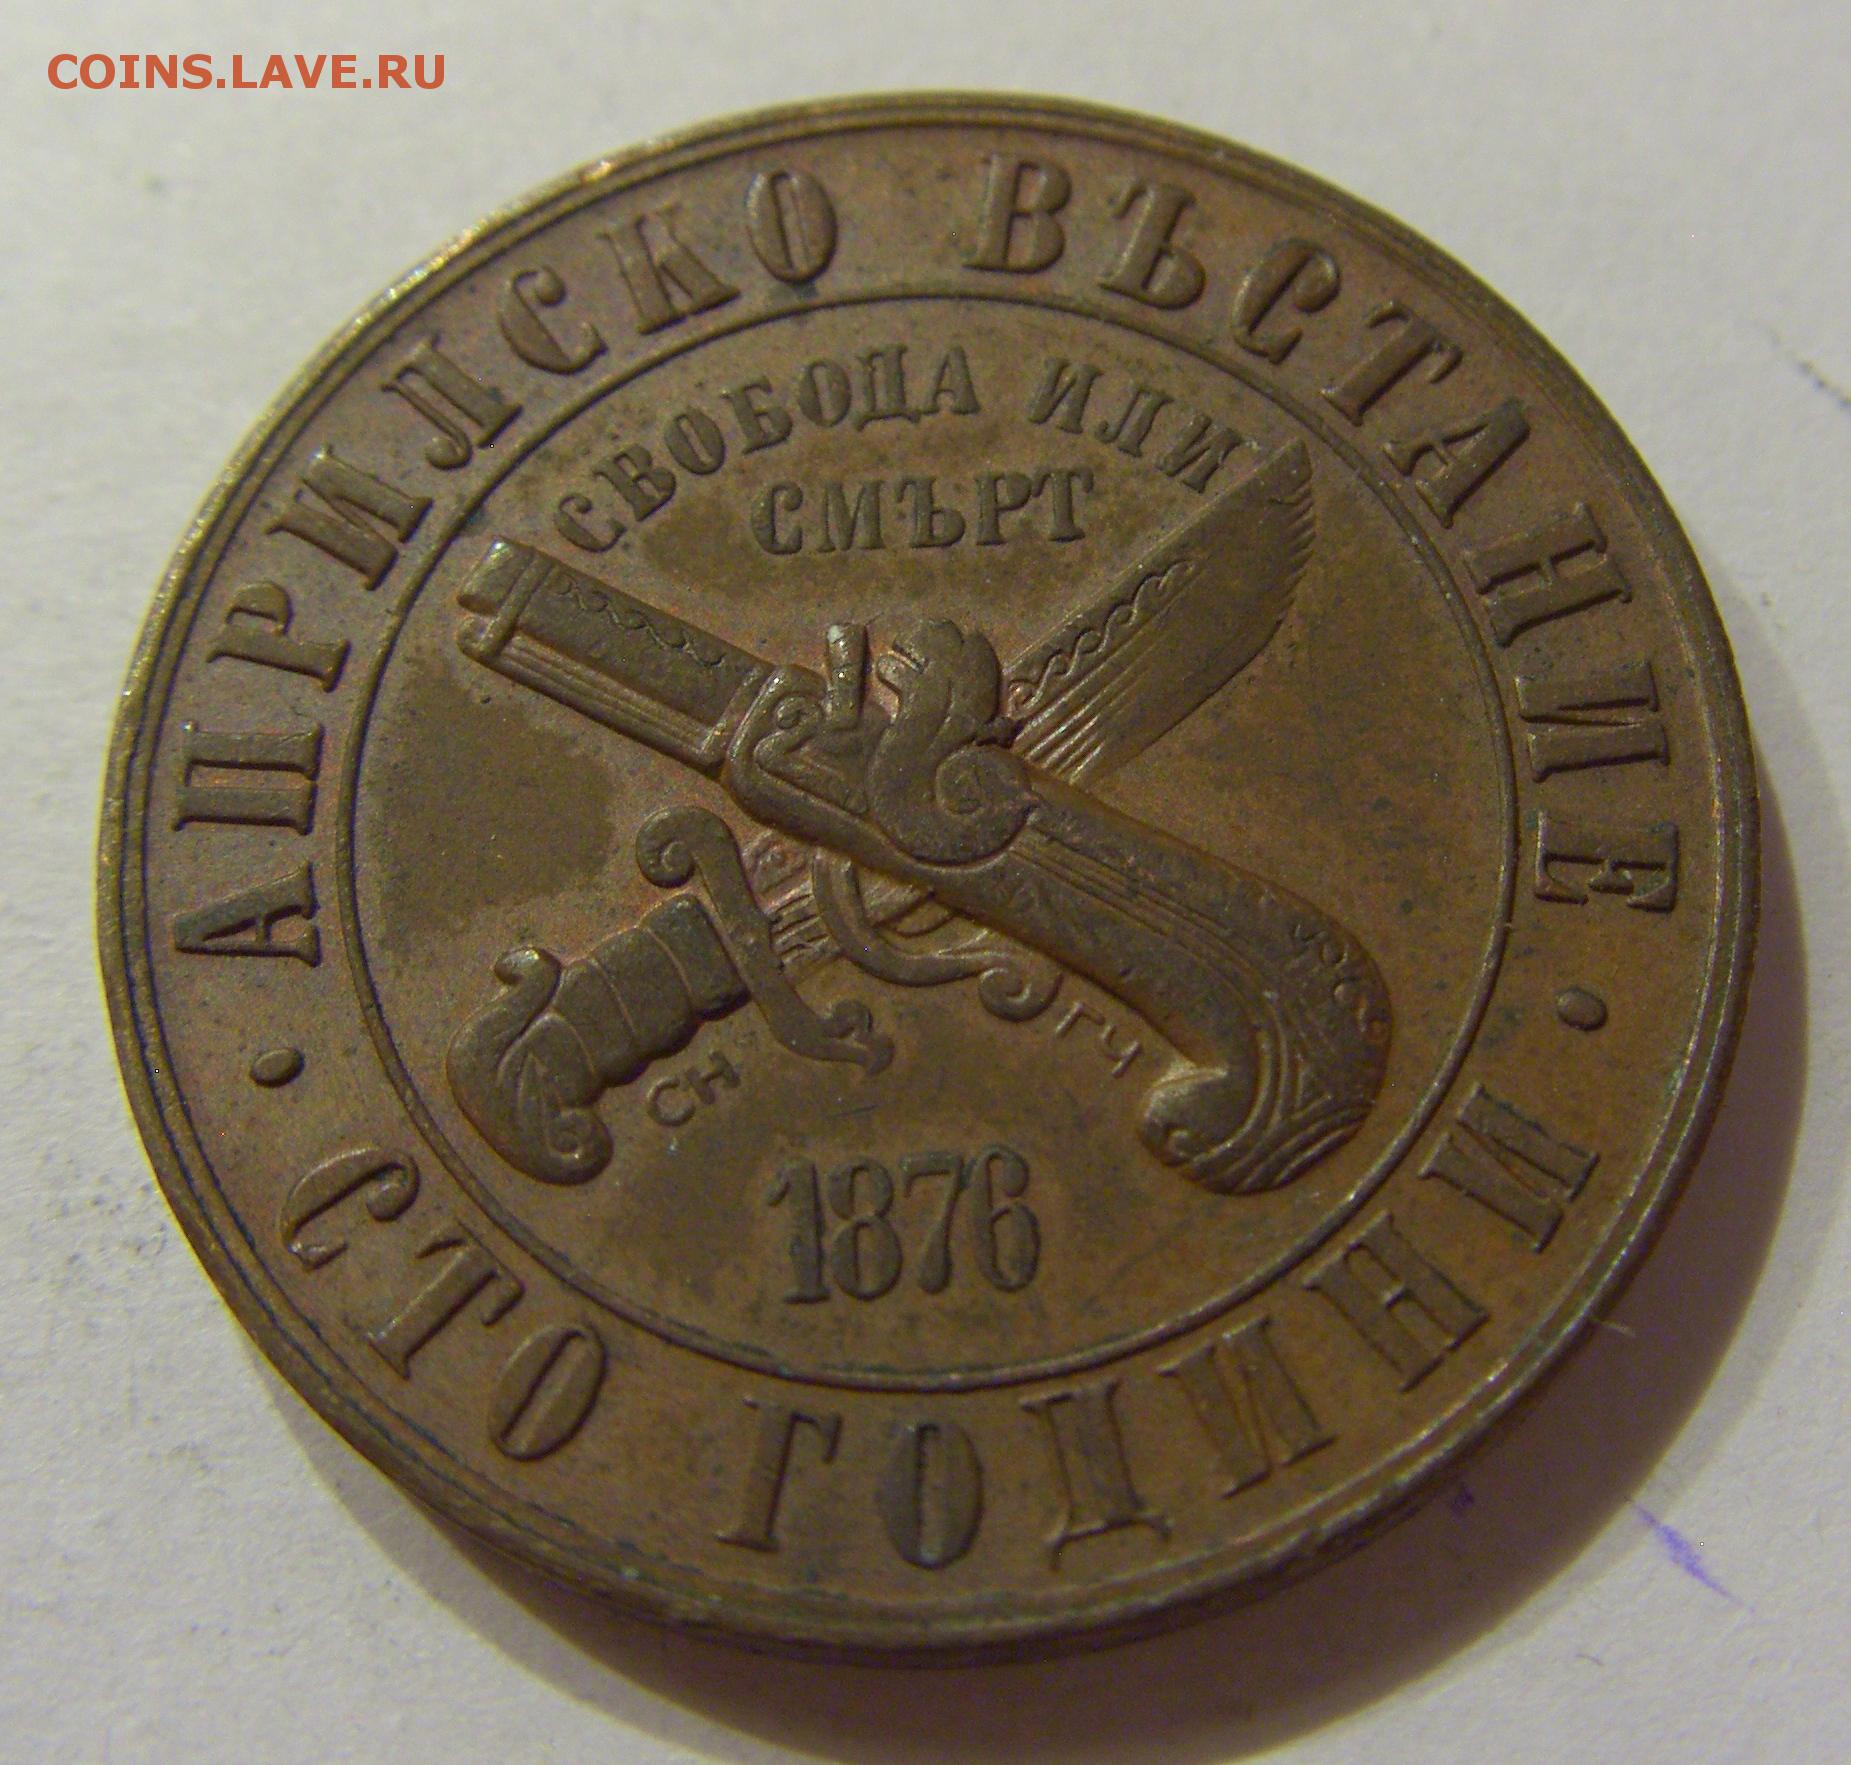 COINS.LAVE.RU
АПРИЛСКО ВЪСТАНИЕ
СВОБОДА ИЛИ
СМЪРТ
СН
ГЧ
1876
· СТО ГОДИНИ ·